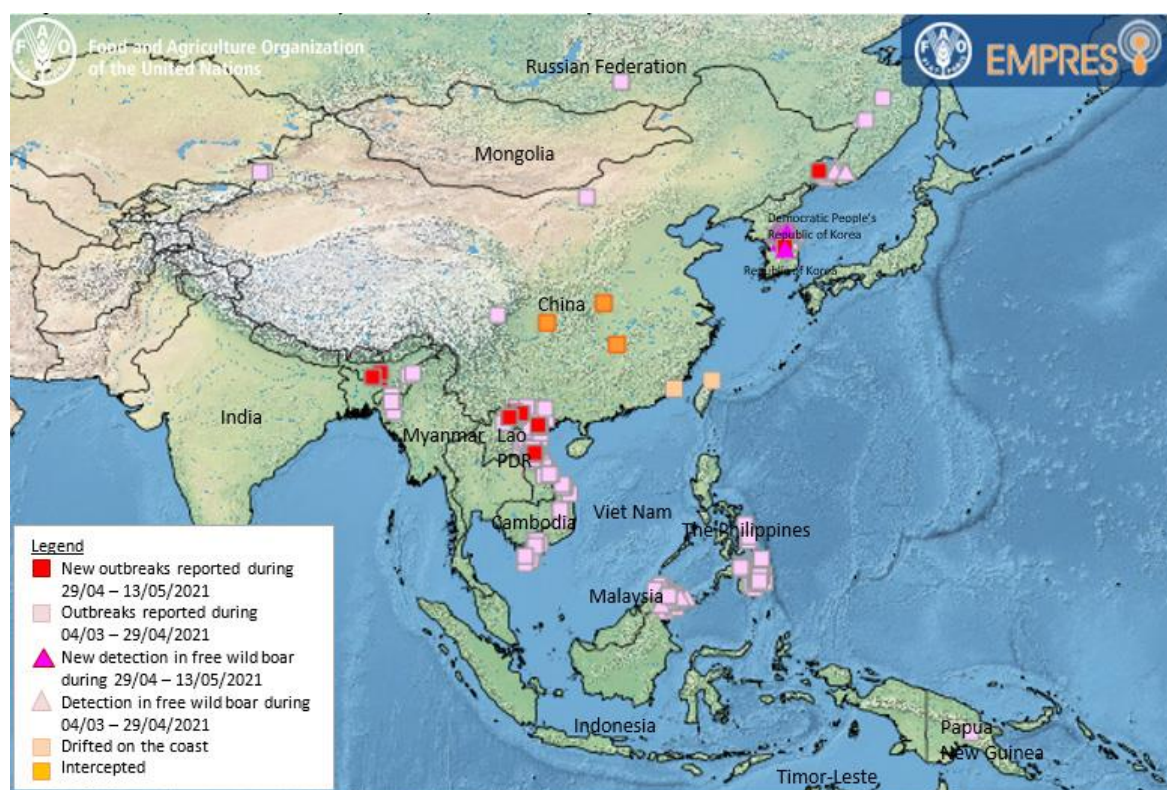 F A O
FIAT PANIS
Food and Agriculture Organization
of the United Nations
F A O
FIAT PANIS
EMPRES
Russian Federation
Mongolia
Democratic People's
Republic of Korea
Republic of Korea
China
India
Myanmar
Lao
PDR
Viet Nam
Cambodia
The Philippines
Malaysia
Indonesia
Papua
New Guinea
Timor-Leste
Legend
New outbreaks reported during
29/04 – 13/05/2021
Outbreaks reported during
04/03 – 29/04/2021
New detection in free wild boar
during 29/04 – 13/05/2021
Detection in free wild boar during
04/03 – 29/04/2021
Drifted on the coast
Intercepted